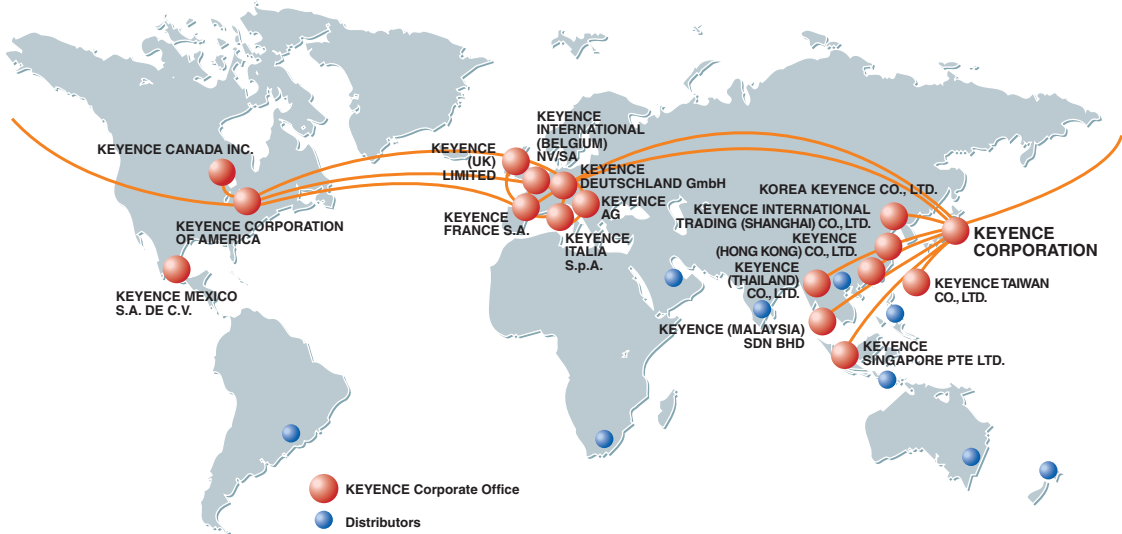 KEYENCE CANADA INC.
KEYENCE CORPORATION
OF AMERICA
KEYENCE MEXICO
S.A. DE C.V.
KEYENCE
INTERNATIONAL
(BELGIUM)
NV/SA
KEYENCE
(UK)
LIMITED
KEYENCE
DEUTSCHLAND GmbH
KEYENCE
AG
KEYENCE
FRANCE S.A.
KEYENCE
ITALIA
S.p.A.
KOREA KEYENCE CO., LTD.
KEYENCE INTERNATIONAL
TRADING (SHANGHAI) CO., LTD.
KEYENCE
CORPORATION
KEYENCE
(HONG KONG) CO., LTD.
KEYENCE
(THAILAND)
CO., LTD.
KEYENCE TAIWAN
CO., LTD.
KEYENCE (MALAYSIA)
SDN BHD
KEYENCE
SINGAPORE PTE LTD.
KEYENCE Corporate Office
Distributors